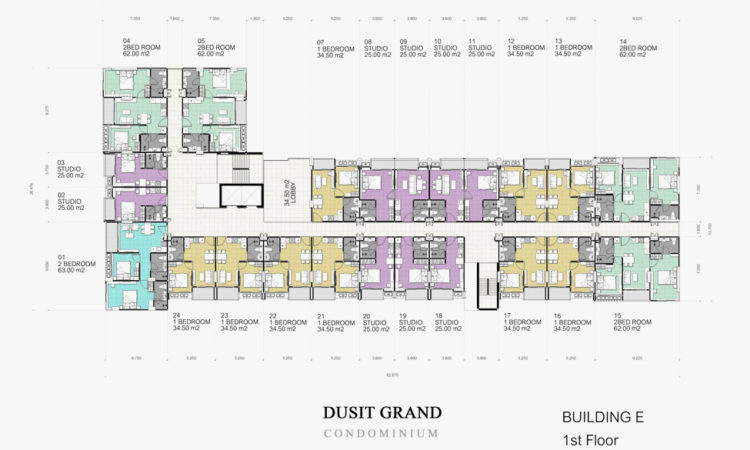 04
2BED ROOM
62.00 m2
05
2BED ROOM
62.00 m2
07
1 BEDROOM
34.50 m2
08
STUDIO
25.00 m2
09
STUDIO
25.00 m2
10
STUDIO
25.00 m2
11
STUDIO
25.00 m2
12
1 BEDROOM
34.50 m2
13
1 BEDROOM
34.50 m2
14
2BED ROOM
62.00 m2
03
STUDIO
25.00 m2
02
STUDIO
25.00 m2
34.50 m2
LOBBY
01
2 BEDROOM
63.00 m2
24
1 BEDROOM
34.50 m2
23
1 BEDROOM
34.50 m2
22
1 BEDROOM
34.50 m2
21
1 BEDROOM
34.50 m2
20
STUDIO
25.00 m2
19
STUDIO
25.00 m2
18
STUDIO
25.00 m2
17
1 BEDROOM
34.50 m2
16
1 BEDROOM
34.50 m2
15
2BED ROOM
62.00 m2
DUSIT GRAND
CONDOMINIUM
BUILDING E
1st Floor